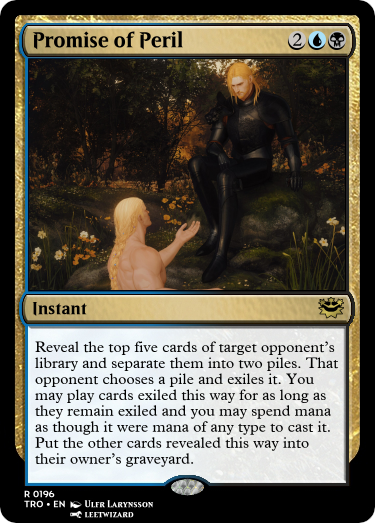 Promise of Peril
2
Instant
Reveal the top five cards of target opponent's
library and separate them into two piles. That
opponent chooses a pile and exiles it. You
may play cards exiled this way for as long as
they remain exiled and you may spend mana
as though it were mana of any type to cast it.
Put the other cards revealed this way into
their owner's graveyard.
R 0196
TRO • EN Ulfr Larynsson
LEETWIZARD